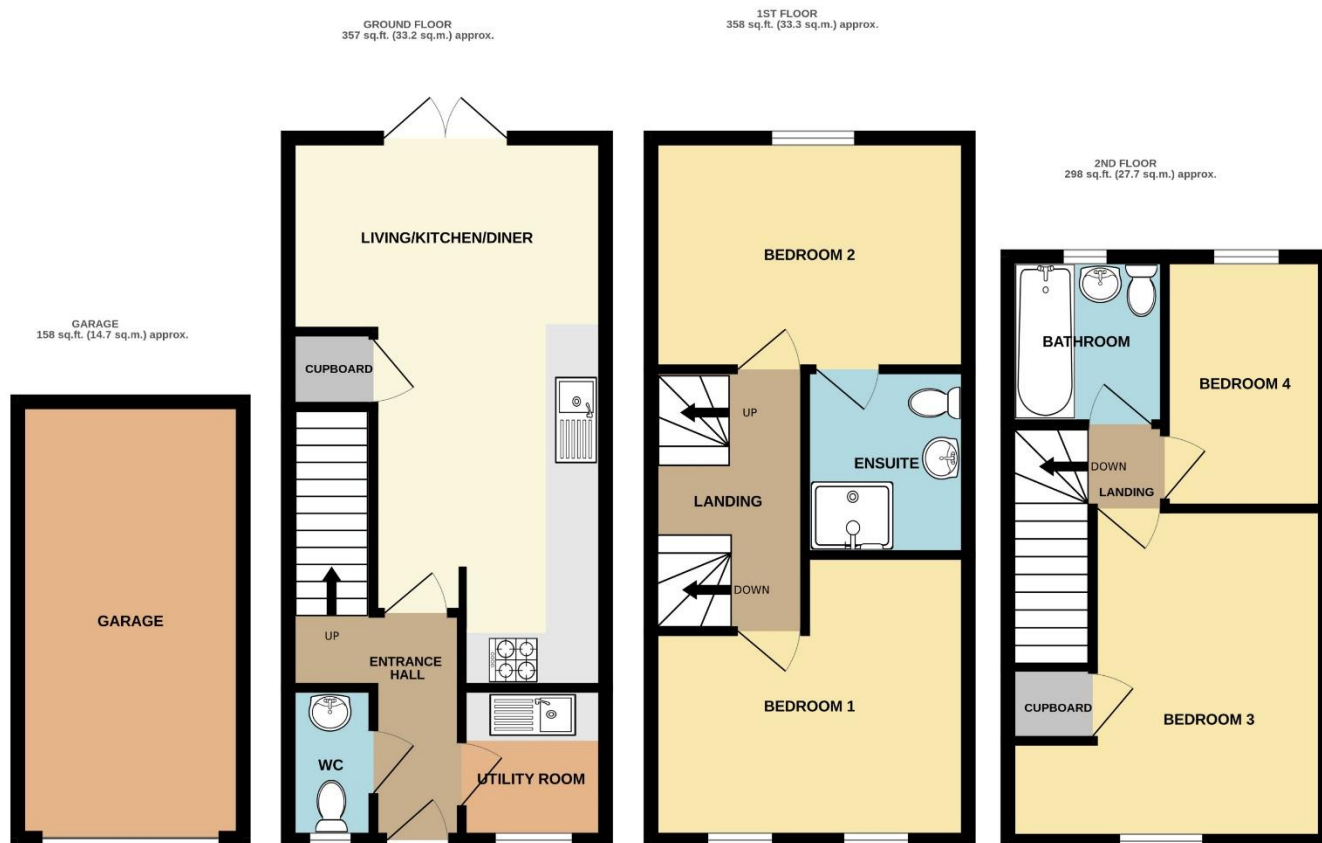 GARAGE
158 sq.ft. (14.7 sq.m.) approx.
GARAGE
GROUND FLOOR
357 sq.ft. (33.2 sq.m.) approx.
LIVING/KITCHEN/DINER
CUPBOARD
UP
ENTRANCE
HALL
WC
UTILITY ROOM
1ST FLOOR
358 sq.ft. (33.3 sq.m.) approx.
BEDROOM 2
UP
ENSUITE
LANDING
DOWN
BEDROOM 1
2ND FLOOR
298 sq.ft. (27.7 sq.m.) approx.
BATHROOM
BEDROOM 4
DOWN
LANDING
CUPBOARD
BEDROOM 3